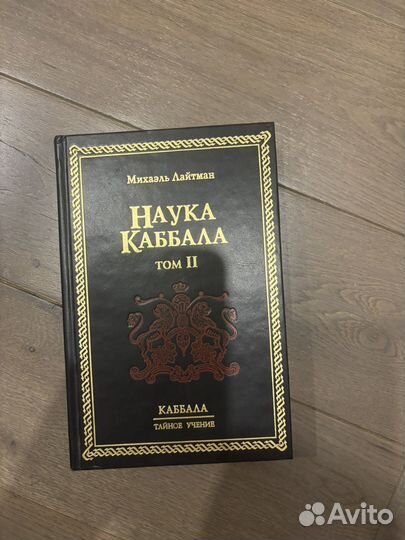 Михаэль Лайтман
Наука
Каббала
том II
Каббала
тайное учение
Avito